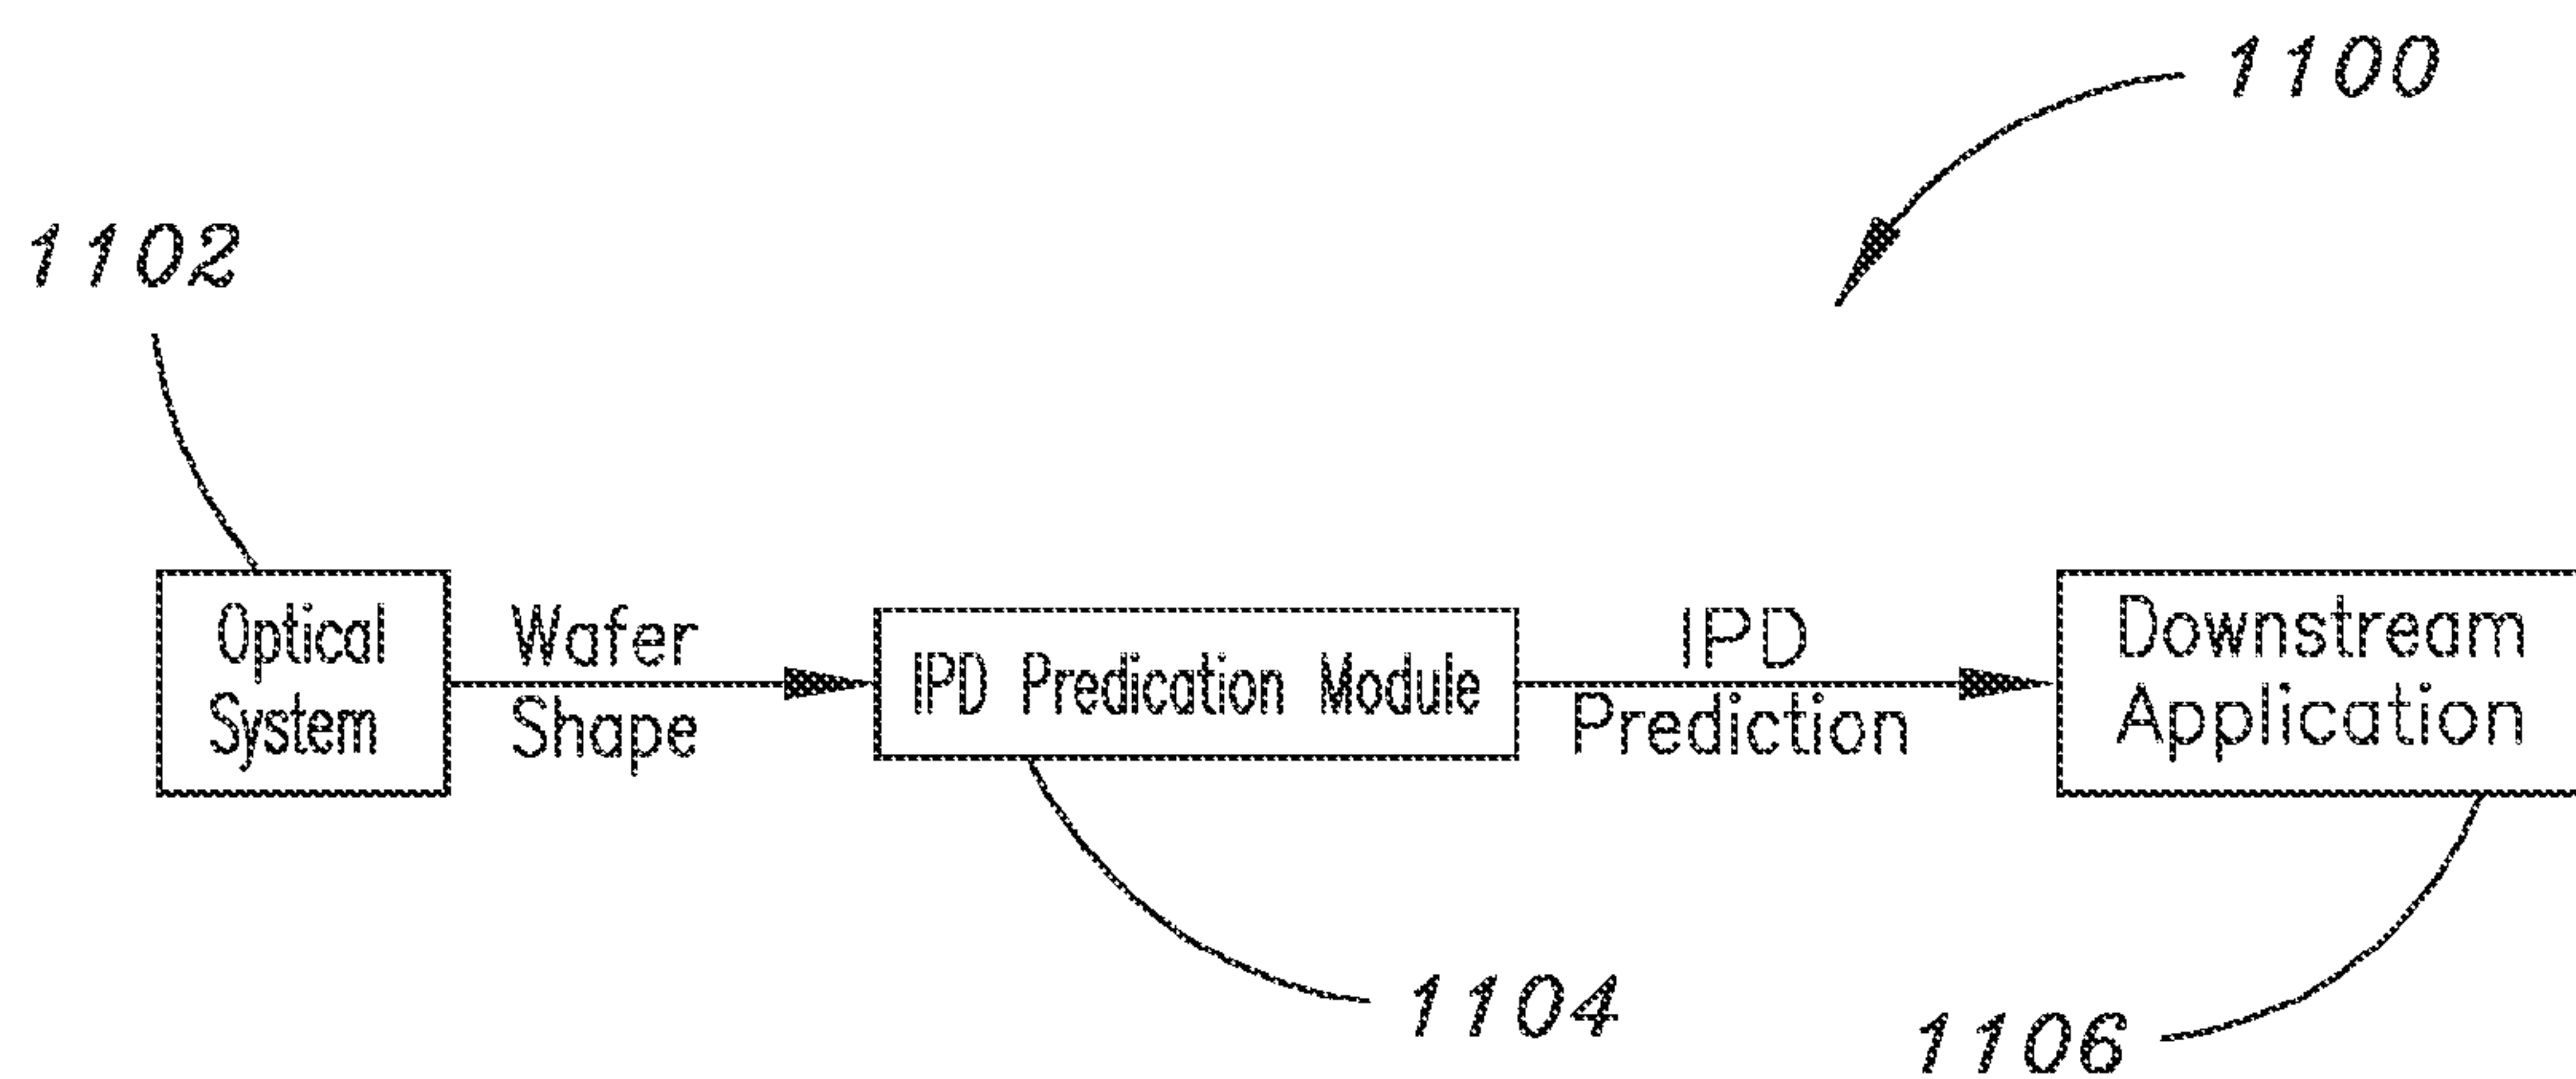 1100
1102
Optical
System
Wafer
Shape
IPD Predication Module
IPD
Prediction
Downstream
Application
1104
1106